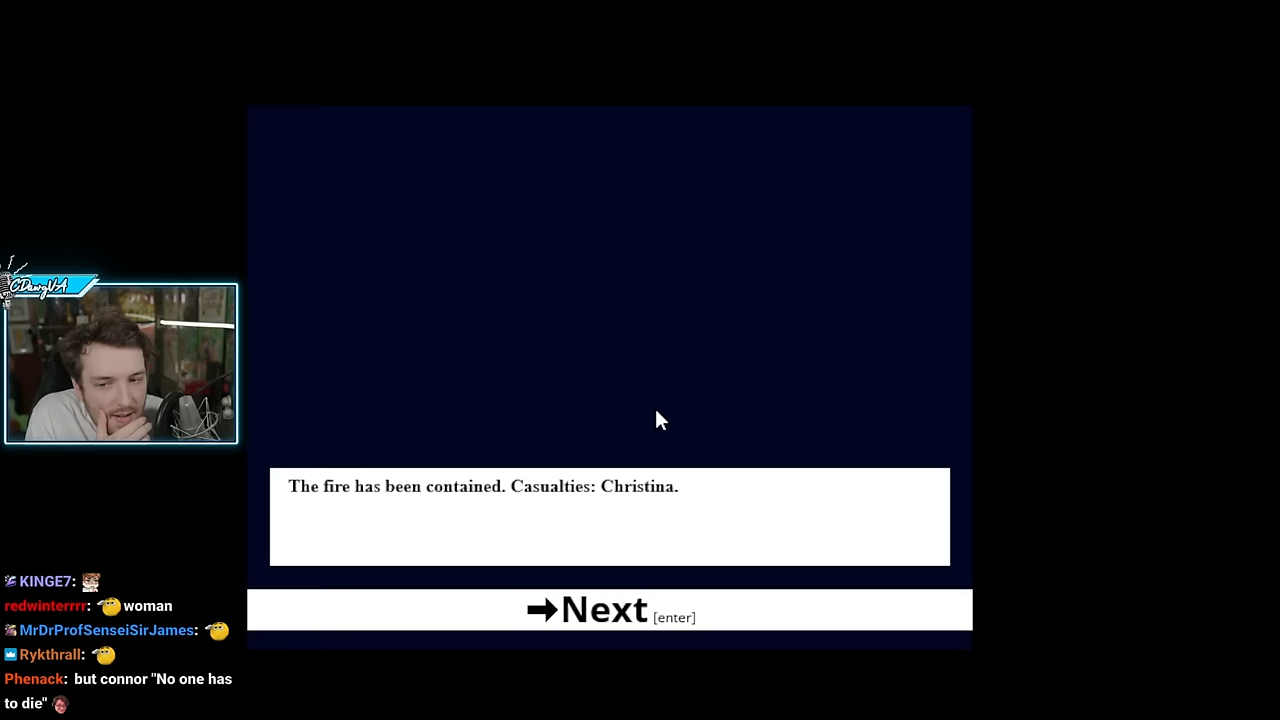 CDawgVA
The fire has been contained. Casualties: Christina.
➡Next [enter]
KINGE7:
redwinterrrr: woman
MrDrProfSenseiSirJames:
Rykthrall:
Phenack: but connor "No one has
to die"